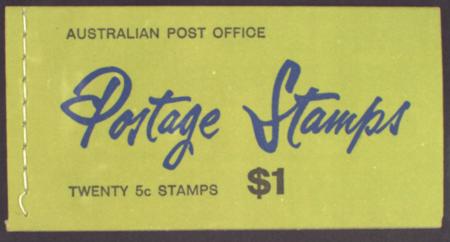 AUSTRALIAN POST OFFICE
Postage Stamps
TWENTY 5c STAMPS $1